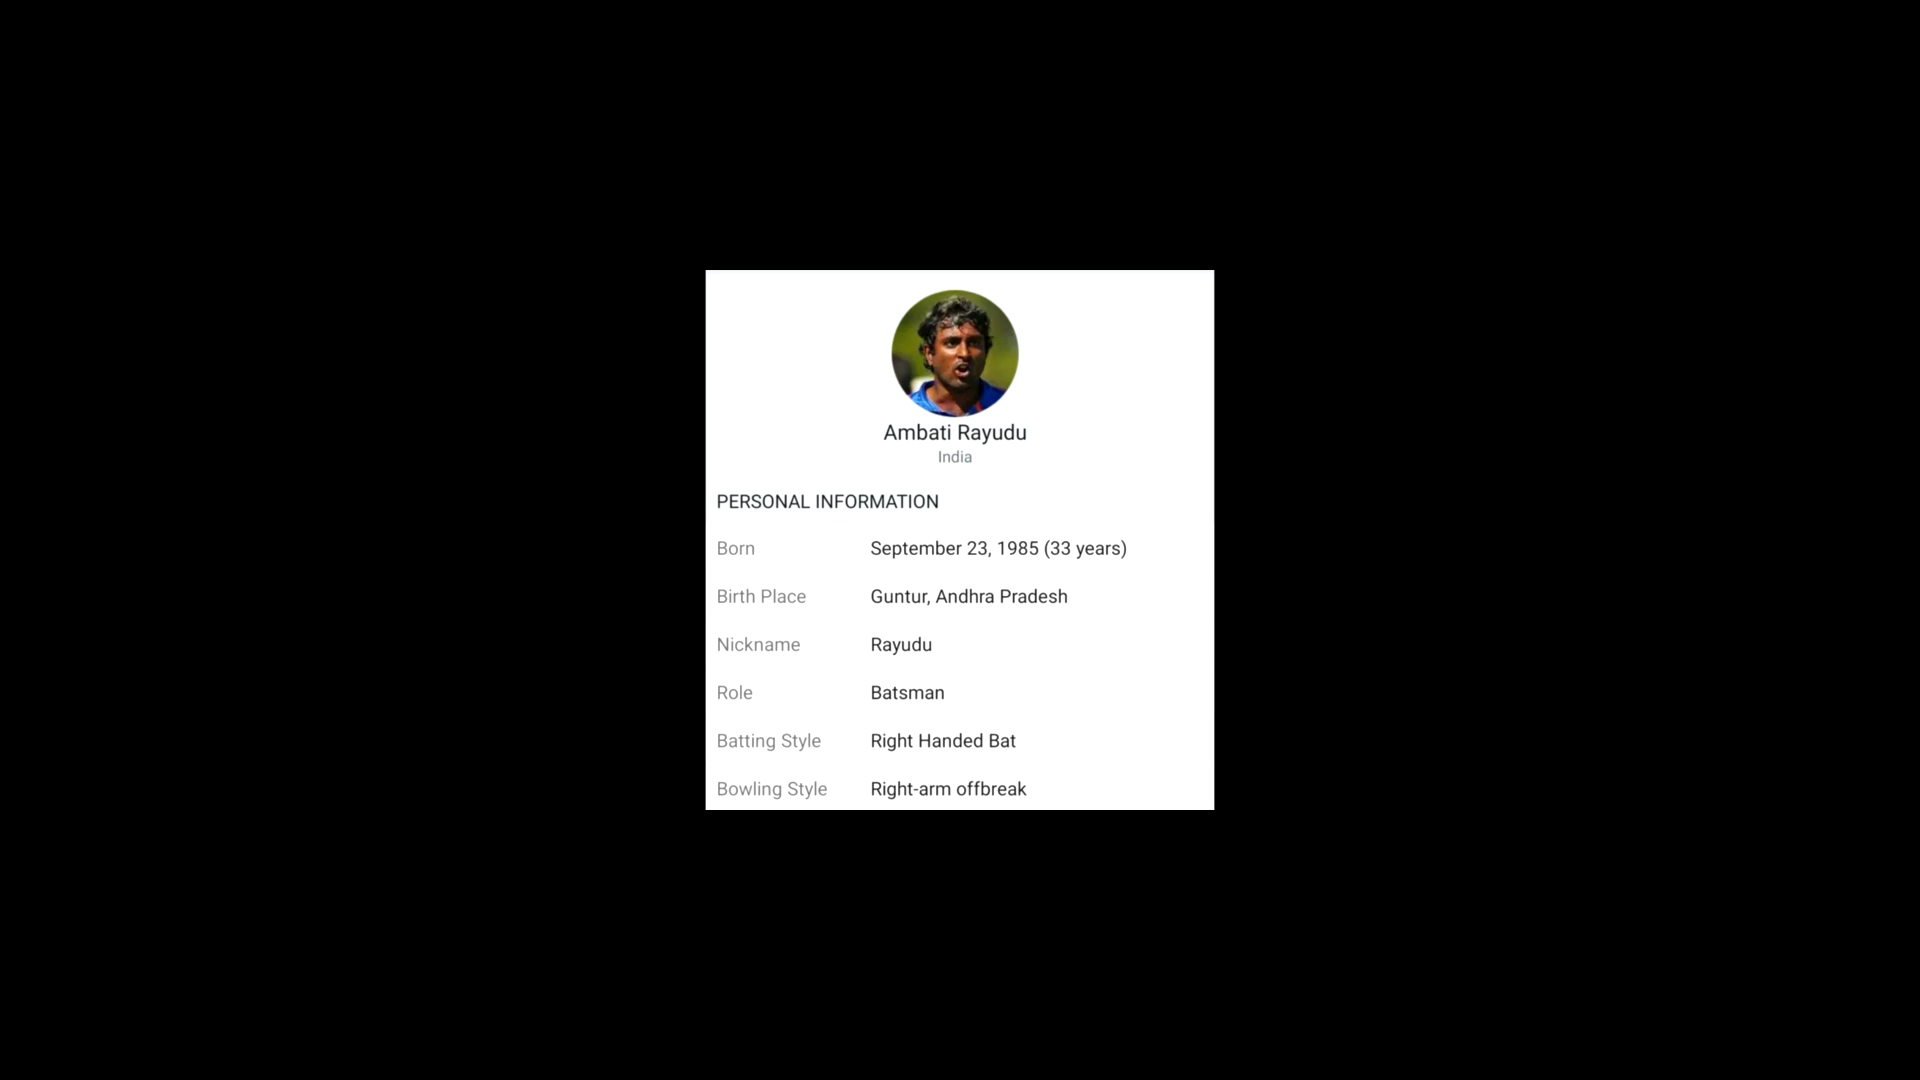 Ambati Rayudu
India
PERSONAL INFORMATION
Born September 23, 1985 (33 years)
Birth Place Guntur, Andhra Pradesh
Nickname Rayudu
Role Batsman
Batting Style Right Handed Bat
Bowling Style Right-arm offbreak